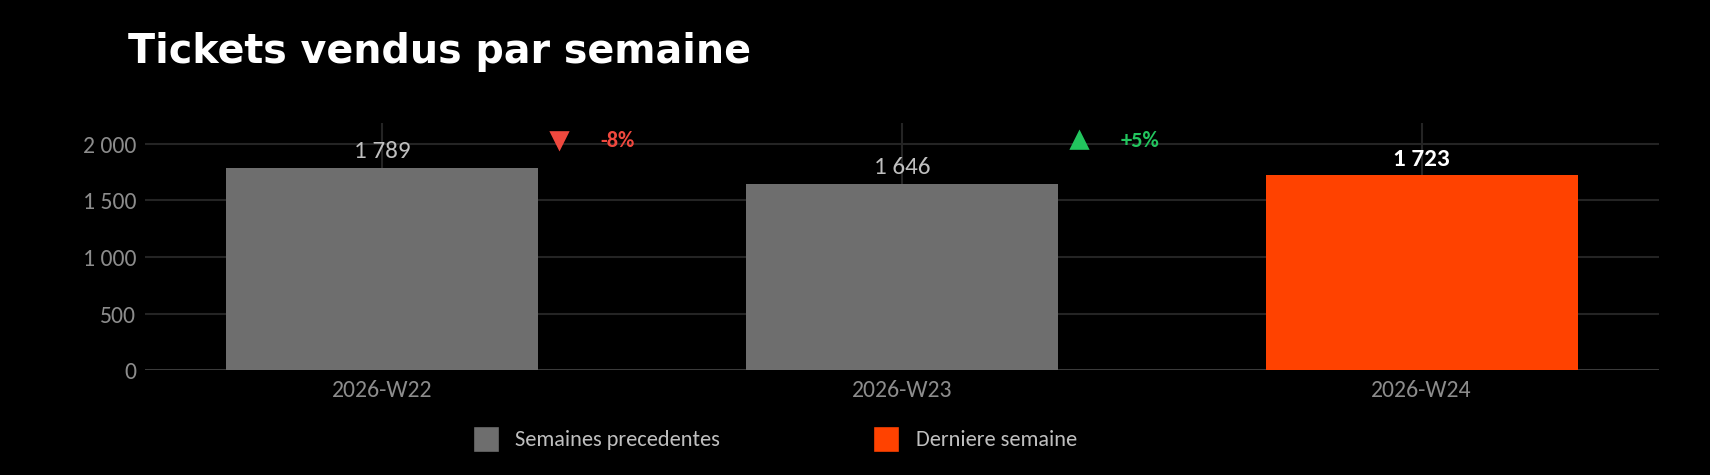 Tickets vendus par semaine
2 000
1 789
▼ -8%
▲ +5%
1 723
1 646
1 500
1 000
500
0
2026-W22
2026-W23
2026-W24
Semaines precedentes
Derniere semaine